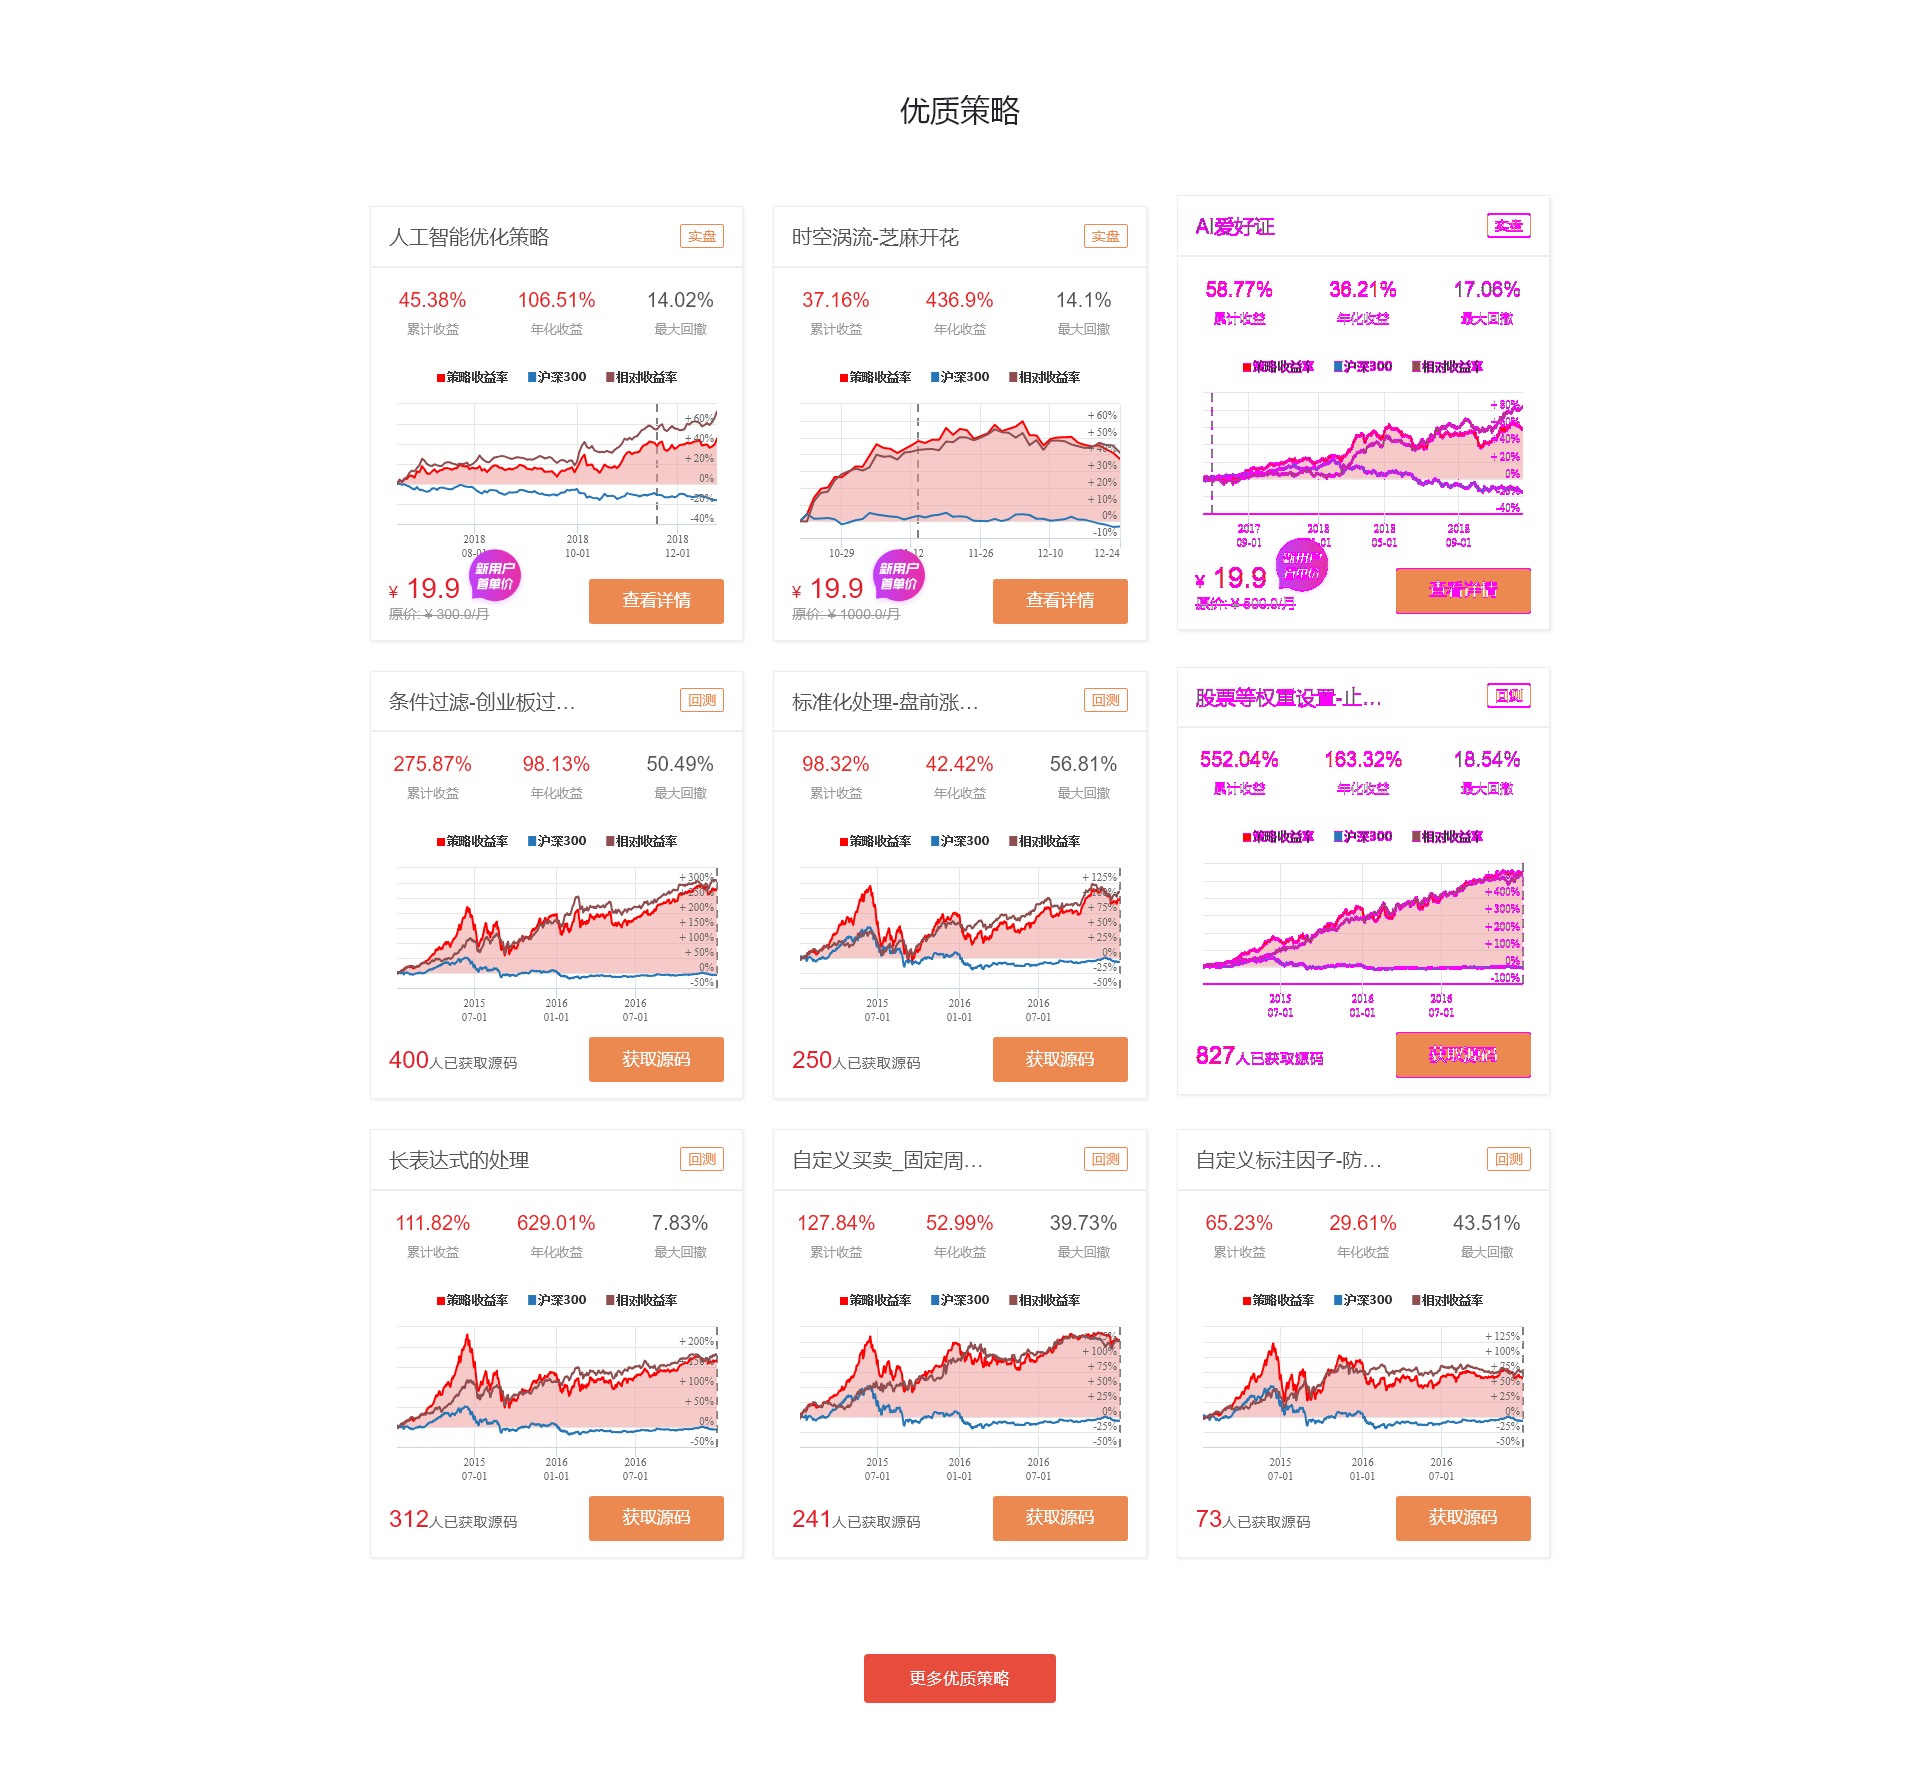 优质策略
人工智能优化策略 实盘
45.38% 106.51% 14.02%
累计收益 年化收益 最大回撤
策略收益率 沪深300 相对收益率
+60%
+40%
+20%
0%
-20%
-40%
2018 2018 2018
08-01 10-01 12-01
新用户
首单价
¥ 19.9
原价: ¥ 300.0/月
查看详情
时空涡流-芝麻开花 实盘
37.16% 436.9% 14.1%
累计收益 年化收益 最大回撤
策略收益率 沪深300 相对收益率
+60%
+50%
+40%
+30%
+20%
+10%
0%
-10%
10-29 11-12 11-26 12-10 12-24
新用户
首单价
¥ 19.9
原价: ¥ 1000.0/月
查看详情
AI爱好证 实盘
58.77% 36.21% 17.06%
累计收益 年化收益 最大回撤
策略收益率 沪深300 相对收益率
+80%
+60%
+40%
+20%
0%
-20%
-40%
2017 2018 2018 2018
09-01 05-01 09-01
新用户
首单价
¥ 19.9
原价: ¥ 500.0/月
查看详情
条件过滤-创业板过... 回测
275.87% 98.13% 50.49%
累计收益 年化收益 最大回撤
策略收益率 沪深300 相对收益率
+300%
+250%
+200%
+150%
+100%
+50%
0%
-50%
2015 2016 2016
07-01 01-01 07-01
400人已获取源码
获取源码
标准化处理-盘前涨... 回测
98.32% 42.42% 56.81%
累计收益 年化收益 最大回撤
策略收益率 沪深300 相对收益率
+125%
+100%
+75%
+50%
+25%
0%
-25%
-50%
2015 2016 2016
07-01 01-01 07-01
250人已获取源码
获取源码
股票等权重设置-止... 回测
552.04% 163.32% 18.54%
累计收益 年化收益 最大回撤
策略收益率 沪深300 相对收益率
+400%
+300%
+200%
+100%
0%
-100%
2015 2016 2016
07-01 01-01 07-01
827人已获取源码
获取源码
长表达式的处理 回测
111.82% 629.01% 7.83%
累计收益 年化收益 最大回撤
策略收益率 沪深300 相对收益率
+200%
+150%
+100%
+50%
0%
-50%
2015 2016 2016
07-01 01-01 07-01
312人已获取源码
获取源码
自定义买卖_固定周... 回测
127.84% 52.99% 39.73%
累计收益 年化收益 最大回撤
策略收益率 沪深300 相对收益率
+125%
+100%
+75%
+50%
+25%
0%
-25%
-50%
2015 2016 2016
07-01 01-01 07-01
241人已获取源码
获取源码
自定义标注因子-防... 回测
65.23% 29.61% 43.51%
累计收益 年化收益 最大回撤
策略收益率 沪深300 相对收益率
+125%
+100%
+75%
+50%
+25%
0%
-25%
-50%
2015 2016 2016
07-01 01-01 07-01
73人已获取源码
获取源码
更多优质策略